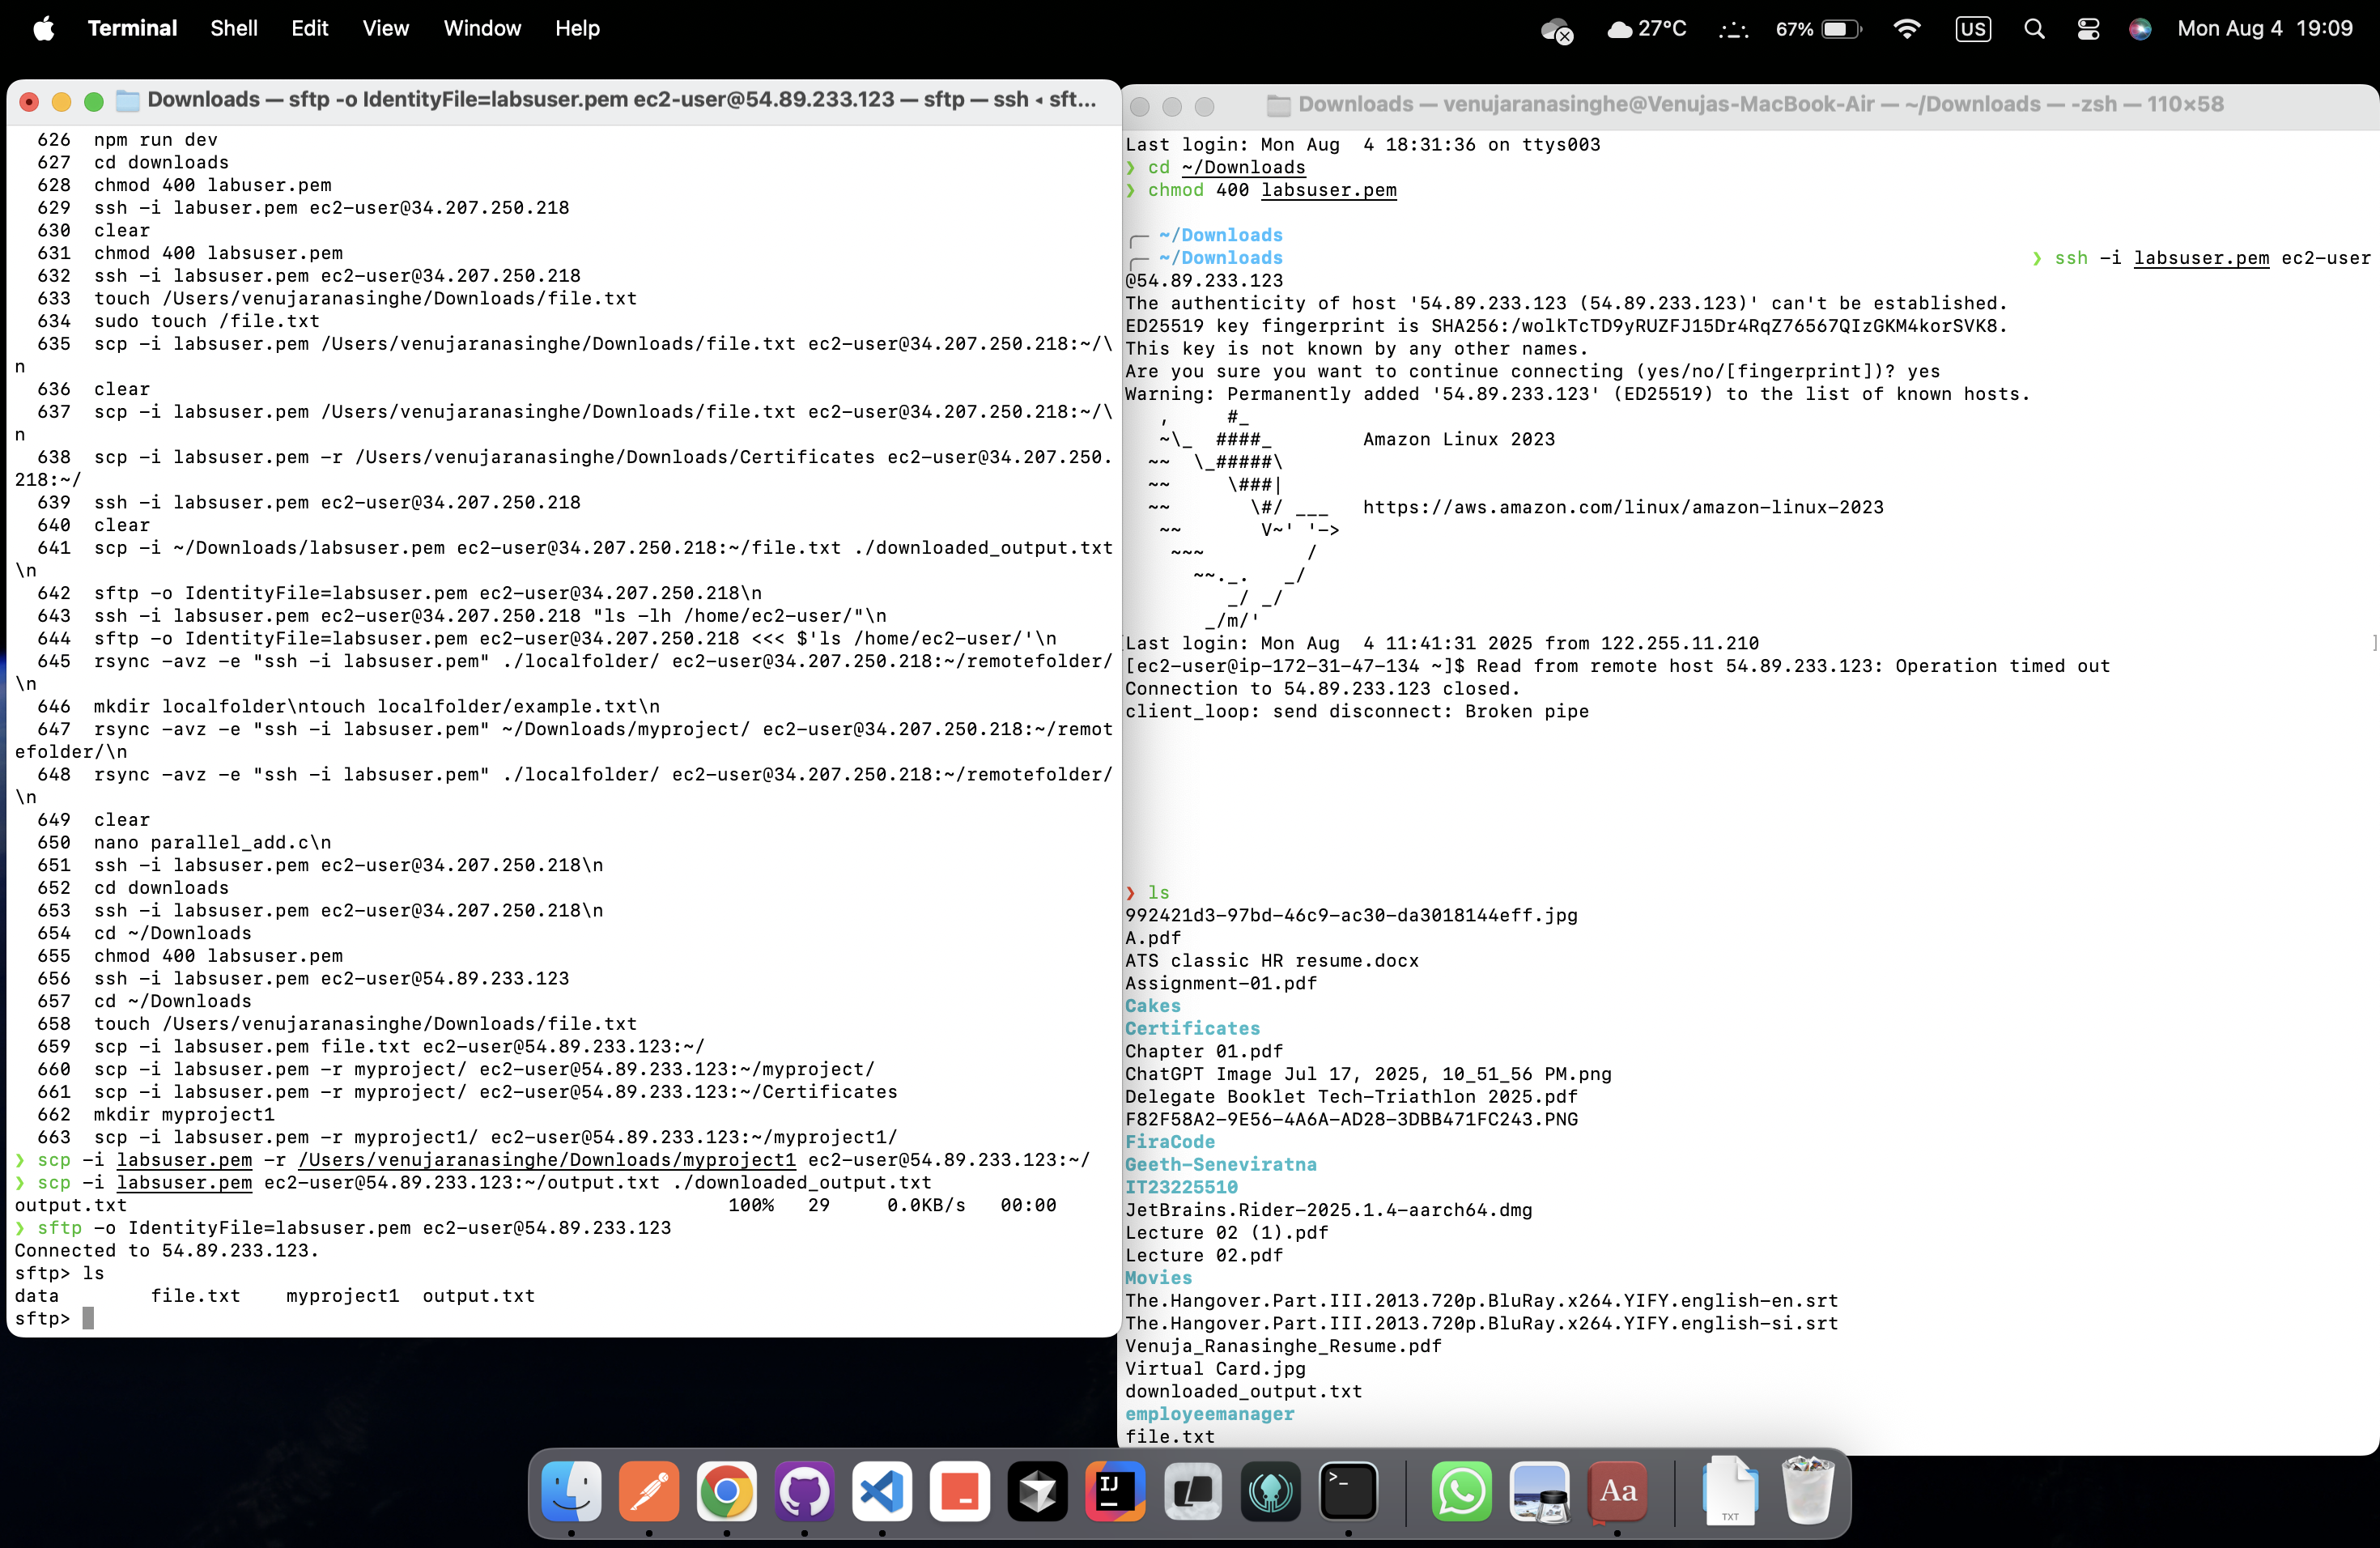 Terminal Shell Edit View Window Help 27°C 67% US Mon Aug 4 19:09
Downloads — sftp -o IdentityFile=labsuser.pem ec2-user@54.89.233.123 — sftp — ssh ◂ sft...
626 npm run dev
627 cd downloads
628 chmod 400 labuser.pem
629 ssh -i labuser.pem ec2-user@34.207.250.218
630 clear
631 chmod 400 labsuser.pem
632 ssh -i labsuser.pem ec2-user@34.207.250.218
633 touch /Users/venujaranasinghe/Downloads/file.txt
634 sudo touch /file.txt
635 scp -i labsuser.pem /Users/venujaranasinghe/Downloads/file.txt ec2-user@34.207.250.218:~/\
n
636 clear
637 scp -i labsuser.pem /Users/venujaranasinghe/Downloads/file.txt ec2-user@34.207.250.218:~/\
n
638 scp -i labsuser.pem -r /Users/venujaranasinghe/Downloads/Certificates ec2-user@34.207.250.
218:~/
639 ssh -i labsuser.pem ec2-user@34.207.250.218
640 clear
641 scp -i ~/Downloads/labsuser.pem ec2-user@34.207.250.218:~/file.txt ./downloaded_output.txt
\n
642 sftp -o IdentityFile=labsuser.pem ec2-user@34.207.250.218\n
643 ssh -i labsuser.pem ec2-user@34.207.250.218 "ls -lh /home/ec2-user/"\n
644 sftp -o IdentityFile=labsuser.pem ec2-user@34.207.250.218 <<< $'ls /home/ec2-user/'\n
645 rsync -avz -e "ssh -i labsuser.pem" ./localfolder/ ec2-user@34.207.250.218:~/remotefolder/
\n
646 mkdir localfolder\ntouch localfolder/example.txt\n
647 rsync -avz -e "ssh -i labsuser.pem" ~/Downloads/myproject/ ec2-user@34.207.250.218:~/remot
efolder/\n
648 rsync -avz -e "ssh -i labsuser.pem" ./localfolder/ ec2-user@34.207.250.218:~/remotefolder/
\n
649 clear
650 nano parallel_add.c\n
651 ssh -i labsuser.pem ec2-user@34.207.250.218\n
652 cd downloads
653 ssh -i labsuser.pem ec2-user@34.207.250.218\n
654 cd ~/Downloads
655 chmod 400 labsuser.pem
656 ssh -i labsuser.pem ec2-user@54.89.233.123
657 cd ~/Downloads
658 touch /Users/venujaranasinghe/Downloads/file.txt
659 scp -i labsuser.pem file.txt ec2-user@54.89.233.123:~/
660 scp -i labsuser.pem -r myproject/ ec2-user@54.89.233.123:~/myproject/
661 scp -i labsuser.pem -r myproject/ ec2-user@54.89.233.123:~/Certificates
662 mkdir myproject1
663 scp -i labsuser.pem -r myproject1/ ec2-user@54.89.233.123:~/myproject1/
❯ scp -i labsuser.pem -r /Users/venujaranasinghe/Downloads/myproject1 ec2-user@54.89.233.123:~/
❯ scp -i labsuser.pem ec2-user@54.89.233.123:~/output.txt ./downloaded_output.txt
output.txt 100% 29 0.0KB/s 00:00
❯ sftp -o IdentityFile=labsuser.pem ec2-user@54.89.233.123
Connected to 54.89.233.123.
sftp> ls
data file.txt myproject1 output.txt
sftp>
Downloads — venujaranasinghe@Venujas-MacBook-Air — ~/Downloads — -zsh — 110×58
Last login: Mon Aug 4 18:31:36 on ttys003
❯ cd ~/Downloads
❯ chmod 400 labsuser.pem
╭─ ~/Downloads
╭─ ~/Downloads ❯ ssh -i labsuser.pem ec2-user
@54.89.233.123
The authenticity of host '54.89.233.123 (54.89.233.123)' can't be established.
ED25519 key fingerprint is SHA256:/wolkTcTD9yRUZFJ15Dr4RqZ76567QIzGKM4korSVK8.
This key is not known by any other names.
Are you sure you want to continue connecting (yes/no/[fingerprint])? yes
Warning: Permanently added '54.89.233.123' (ED25519) to the list of known hosts.
, #_
~\_ ####_ Amazon Linux 2023
~~ \_#####\
~~ \###|
~~ \#/ ___ https://aws.amazon.com/linux/amazon-linux-2023
~~ V~' '->
~~~ /
~~._. _/
_/ _/
_/m/'
Last login: Mon Aug 4 11:41:31 2025 from 122.255.11.210
[ec2-user@ip-172-31-47-134 ~]$ Read from remote host 54.89.233.123: Operation timed out
Connection to 54.89.233.123 closed.
client_loop: send disconnect: Broken pipe
❯ ls
992421d3-97bd-46c9-ac30-da3018144eff.jpg
A.pdf
ATS classic HR resume.docx
Assignment-01.pdf
Cakes
Certificates
Chapter 01.pdf
ChatGPT Image Jul 17, 2025, 10_51_56 PM.png
Delegate Booklet Tech-Triathlon 2025.pdf
F82F58A2-9E56-4A6A-AD28-3DBB471FC243.PNG
FiraCode
Geeth-Seneviratna
IT23225510
JetBrains.Rider-2025.1.4-aarch64.dmg
Lecture 02 (1).pdf
Lecture 02.pdf
Movies
The.Hangover.Part.III.2013.720p.BluRay.x264.YIFY.english-en.srt
The.Hangover.Part.III.2013.720p.BluRay.x264.YIFY.english-si.srt
Venuja_Ranasinghe_Resume.pdf
Virtual Card.jpg
downloaded_output.txt
employeemanager
file.txt
IJ
>_
Aa
TXT